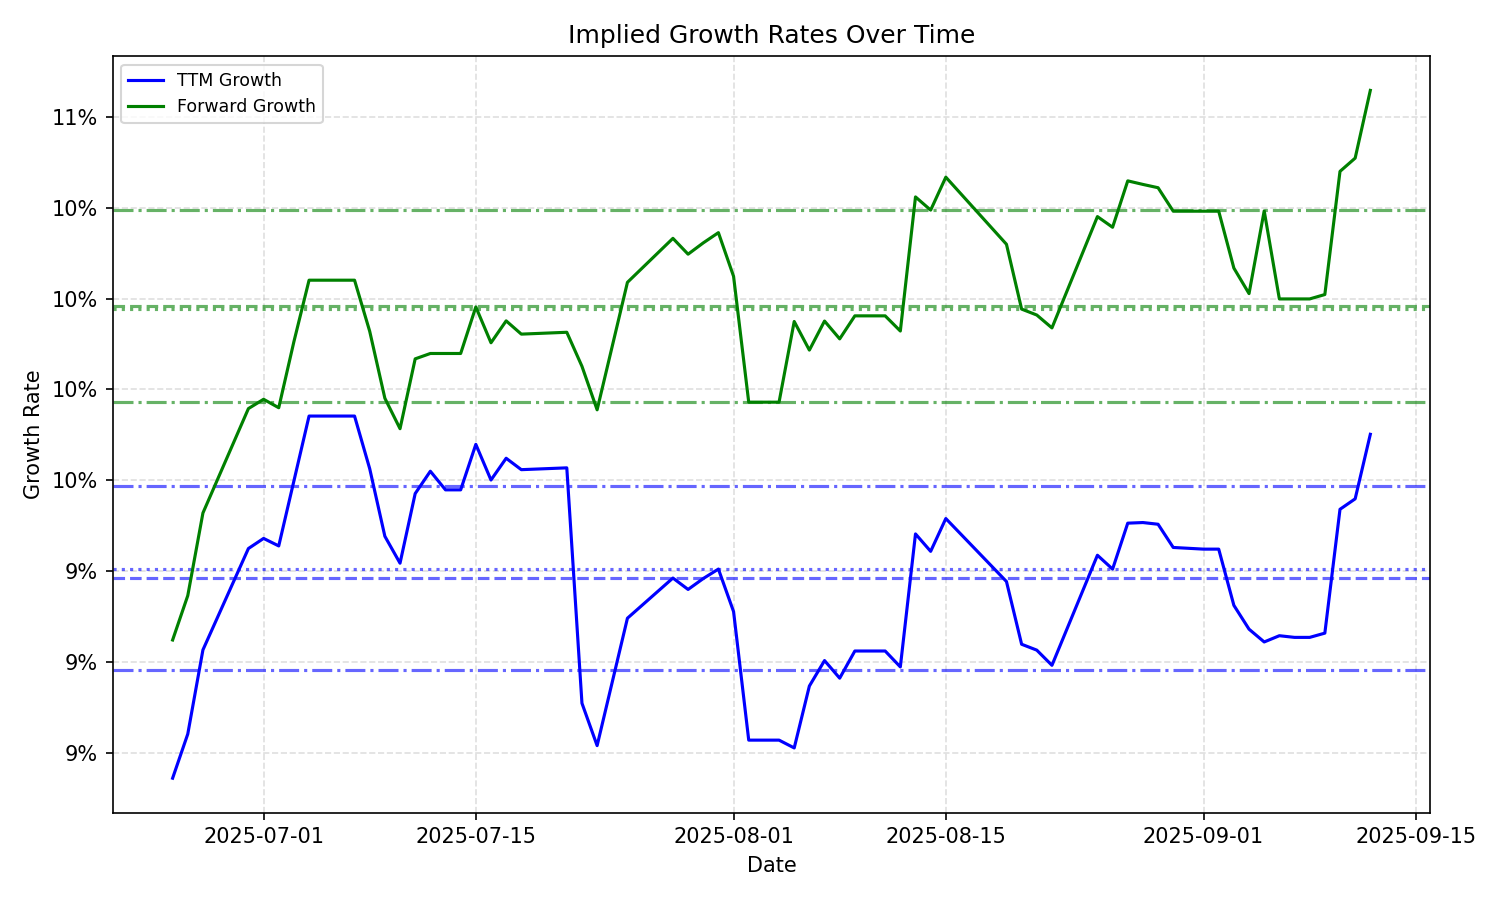 Implied Growth Rates Over Time
TTM Growth
Forward Growth
11%
10%
10%
10%
10%
9%
9%
9%
Growth Rate
2025-07-01
2025-07-15
2025-08-01
2025-08-15
2025-09-01
2025-09-15
Date